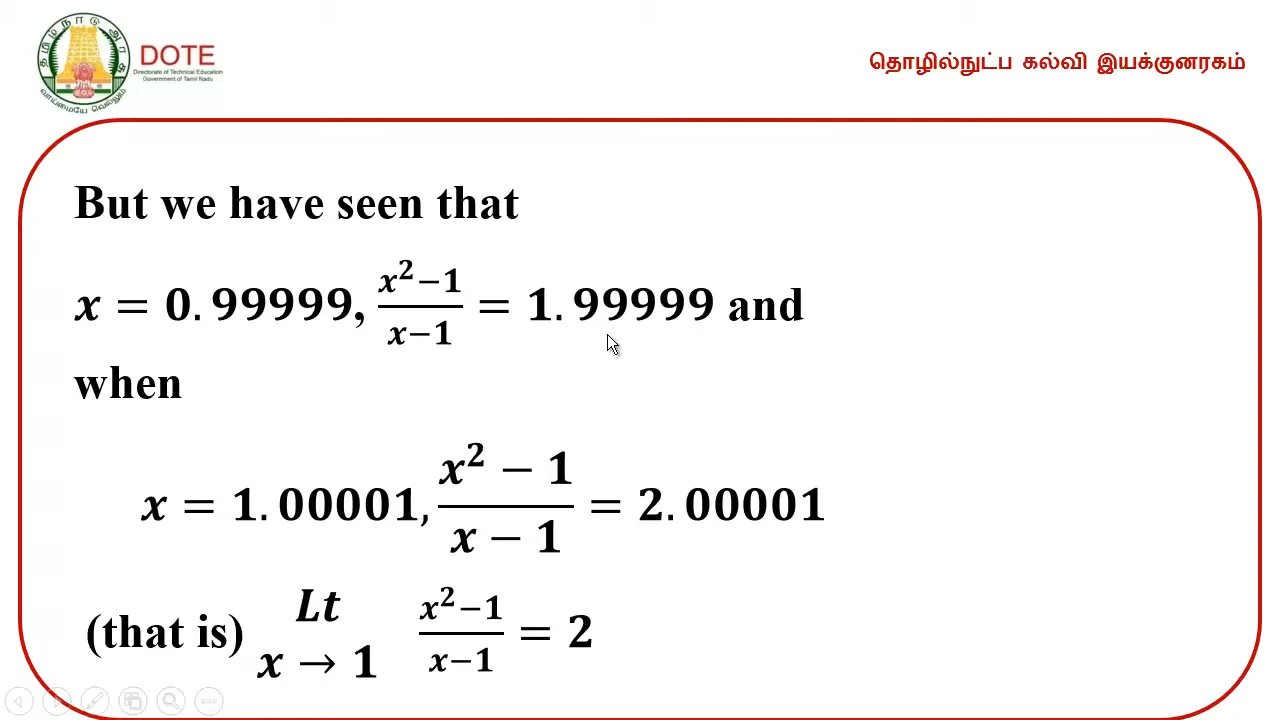 தமிழ்நாடு அரசு
வாய்மையே வெல்லும்
DOTE
Directorate of Technical Education
Government of Tamil Nadu
தொழில்நுட்ப கல்வி இயக்குனரகம்
But we have seen that
x = 0.99999, (x² − 1)/(x − 1) = 1.99999 and
when
x = 1.00001, (x² − 1)/(x − 1) = 2.00001
(that is) Lt x → 1 (x² − 1)/(x − 1) = 2